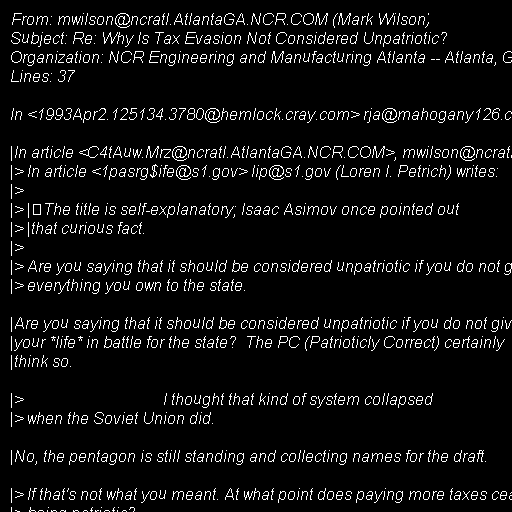 From: mwilson@ncratl.AtlantaGA.NCR.COM (Mark Wilson)
Subject: Re: Why Is Tax Evasion Not Considered Unpatriotic?
Organization: NCR Engineering and Manufacturing Atlanta -- Atlanta, G
Lines: 37
In <1993Apr2.125134.3780@hemlock.cray.com> rja@mahogany126.c
|In article <C4tAuw.Mrz@ncratl.AtlantaGA.NCR.COM>, mwilson@ncrat
|> In article <1pasrg$ife@s1.gov> lip@s1.gov (Loren I. Petrich) writes:
|>
|> | The title is self-explanatory; Isaac Asimov once pointed out
|> |that curious fact.
|>
|> Are you saying that it should be considered unpatriotic if you do not g
|> everything you own to the state.
|Are you saying that it should be considered unpatriotic if you do not giv
|your *life* in battle for the state?  The PC (Patrioticly Correct) certainly
|think so.
|> I thought that kind of system collapsed
|> when the Soviet Union did.
|No, the pentagon is still standing and collecting names for the draft.
|> If that's not what you meant. At what point does paying more taxes cea
|> being patriotic?